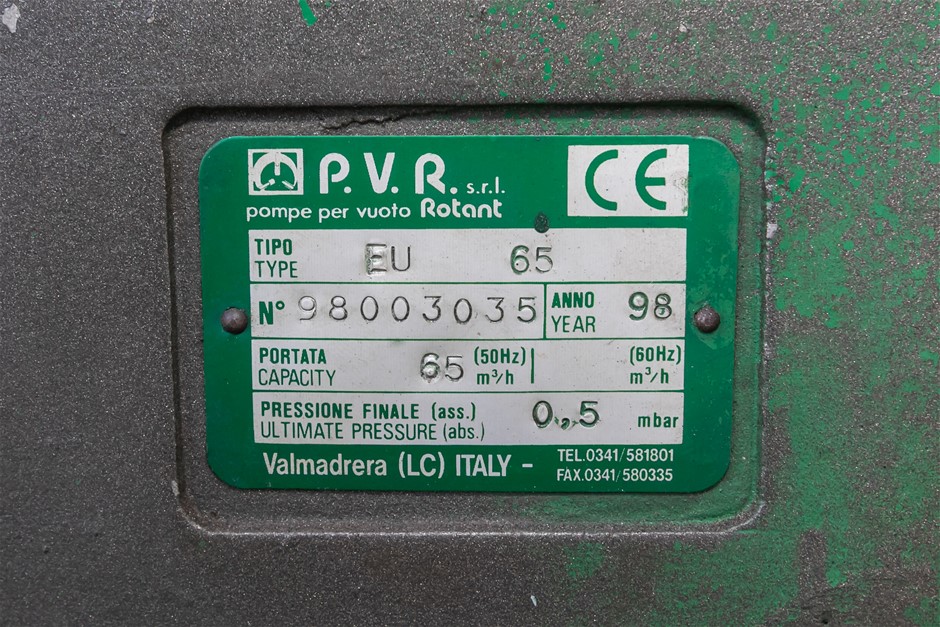 P.V.R. s.r.l. CE
pompe per vuoto Rotant
TIPO
TYPE EU 65
N° 98003035 ANNO
YEAR 98
PORTATA
CAPACITY 65 (50Hz) m³/h (60Hz) m³/h
PRESSIONE FINALE (ass.)
ULTIMATE PRESSURE (abs.) 0,,5 mbar
Valmadrera (LC) ITALY - TEL.0341/581801
FAX.0341/580335